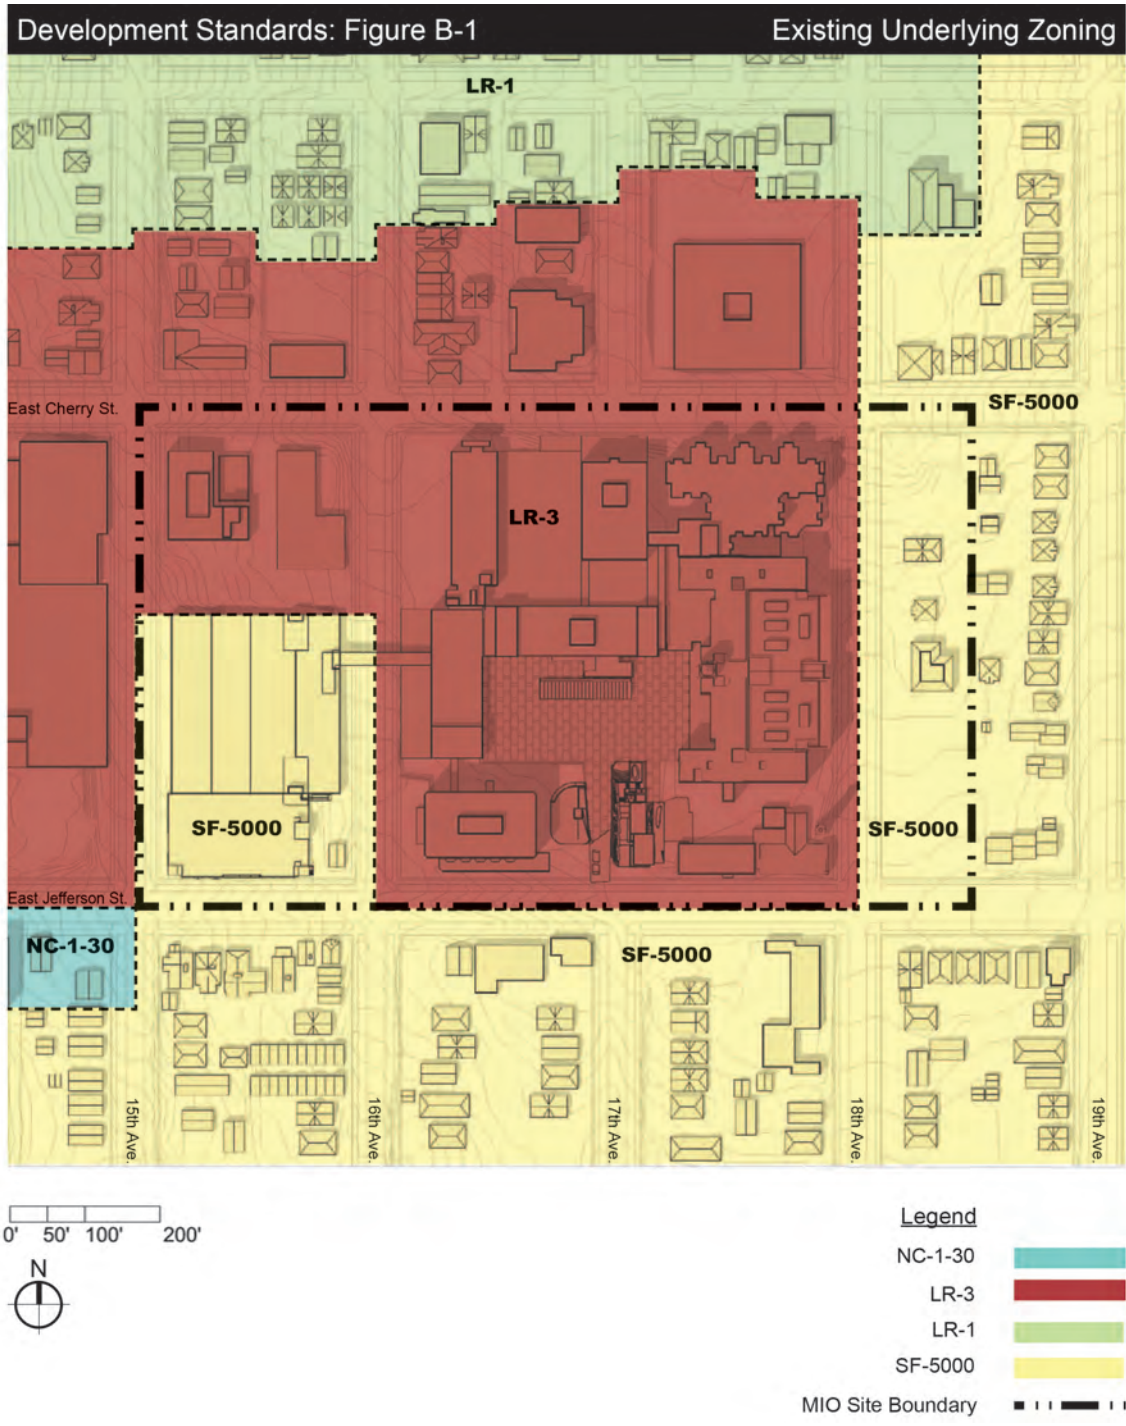 Development Standards: Figure B-1 Existing Underlying Zoning
LR-1
SF-5000
East Cherry St.
LR-3
SF-5000
SF-5000
East Jefferson St.
NC-1-30
SF-5000
15th Ave.
16th Ave.
17th Ave.
18th Ave.
19th Ave.
0' 50' 100' 200'
N
Legend
NC-1-30
LR-3
LR-1
SF-5000
MIO Site Boundary